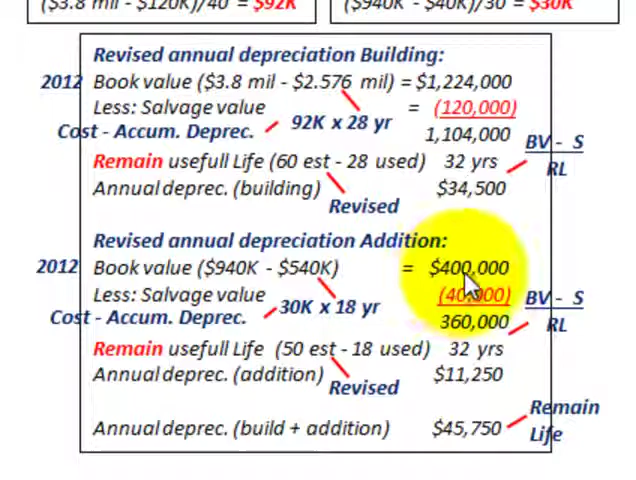 ($3.8 mil - $120K)/40 = $92K
($940K - $40K)/30 = $30K
Revised annual depreciation Building:
2012 Book value ($3.8 mil - $2.576 mil) = $1,224,000
Less: Salvage value = (120,000)
Cost - Accum. Deprec. 92K x 28 yr 1,104,000
BV - S
RL
Remain usefull Life (60 est - 28 used) 32 yrs
Annual deprec. (building) $34,500
Revised
Revised annual depreciation Addition:
2012 Book value ($940K - $540K) = $400,000
Less: Salvage value (40,000)
Cost - Accum. Deprec. 30K x 18 yr 360,000
BV - S
RL
Remain usefull Life (50 est - 18 used) 32 yrs
Annual deprec. (addition) $11,250
Revised
Annual deprec. (build + addition) $45,750
Remain
Life